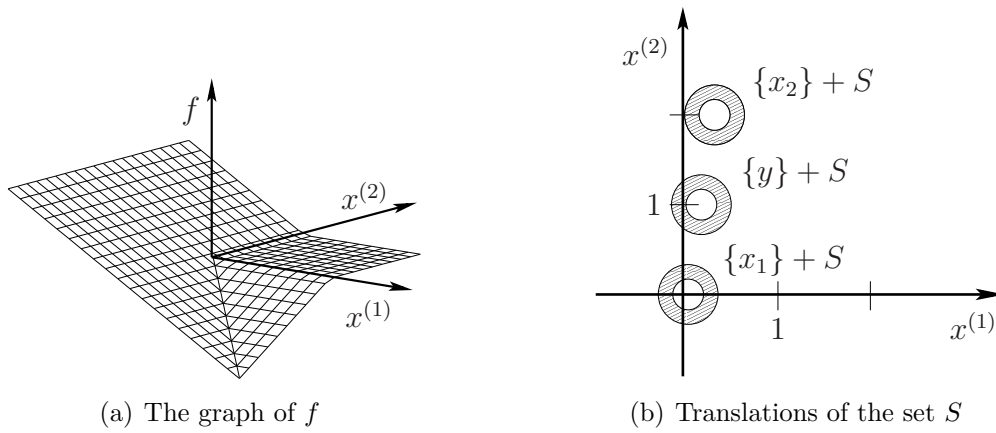 f
x^{(2)}
x^{(1)}
(a) The graph of f
x^{(2)}
{x_2} + S
{y} + S
1
{x_1} + S
1
x^{(1)}
(b) Translations of the set S